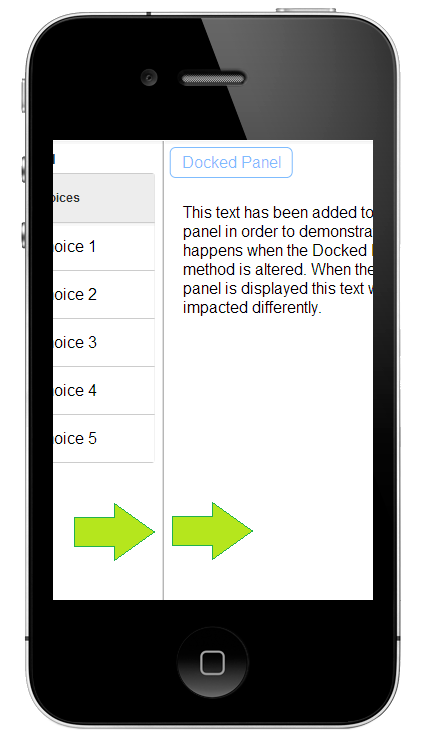 Docked Panel
oices
oice 1
oice 2
oice 3
oice 4
oice 5
This text has been added to
panel in order to demonstra
happens when the Docked
method is altered. When the
panel is displayed this text w
impacted differently.